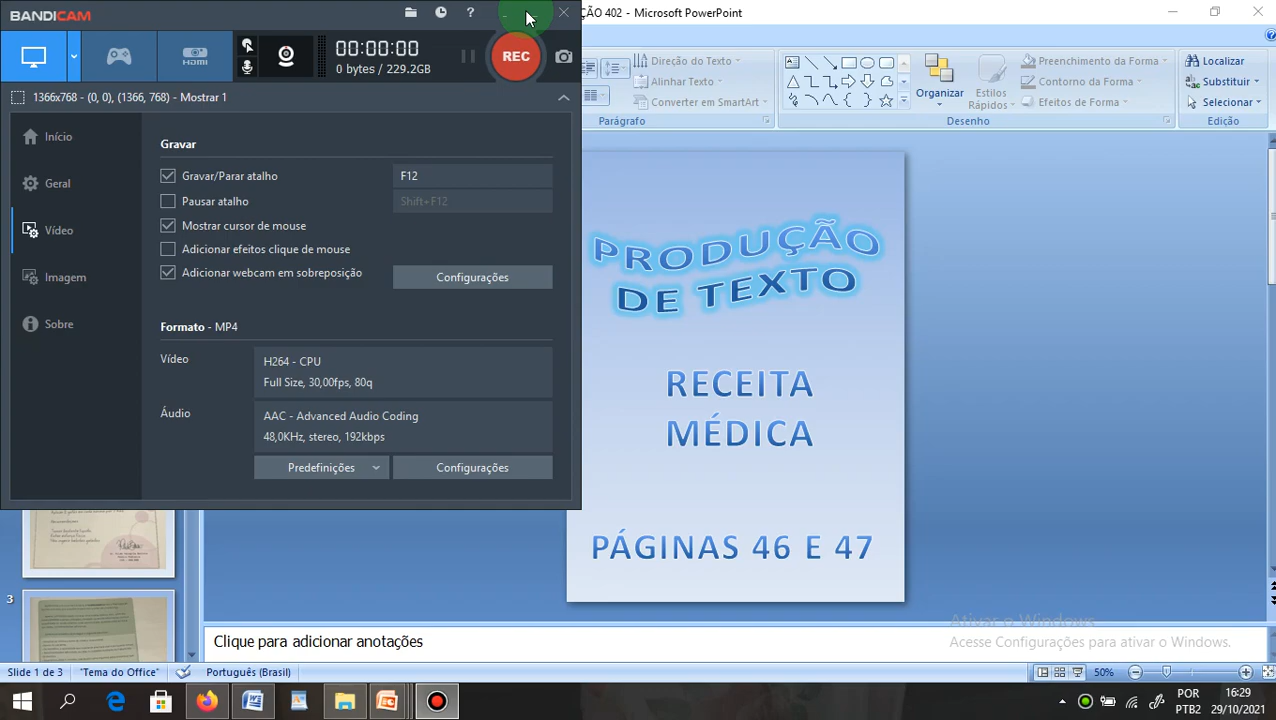 BANDICAM
ÇÃO 402 - Microsoft PowerPoint
HDMI
00:00:00
0 bytes / 229.2GB
REC
1366x768 - (0, 0), (1366, 768) - Mostrar 1
Início
Geral
Vídeo
Imagem
Sobre
Gravar
Gravar/Parar atalho
F12
Pausar atalho
Shift+F12
Mostrar cursor de mouse
Adicionar efeitos clique de mouse
Adicionar webcam em sobreposição
Configurações
Formato - MP4
Vídeo
H264 - CPU
Full Size, 30,00fps, 80q
Áudio
AAC - Advanced Audio Coding
48,0KHz, stereo, 192kbps
Predefinições
Configurações
Direção do Texto
Alinhar Texto
Converter em SmartArt
Parágrafo
Organizar
Estilos
Rápidos
Preenchimento da Forma
Contorno da Forma
Efeitos de Forma
Desenho
Localizar
Substituir
Selecionar
Edição
PRODUÇÃO
DE TEXTO
RECEITA
MÉDICA
PÁGINAS 46 E 47
3
Clique para adicionar anotações
Ativar o Windows
Acesse Configurações para ativar o Windows.
Slide 1 de 3
"Tema do Office"
Português (Brasil)
50%
POR
PTB2
16:29
29/10/2021